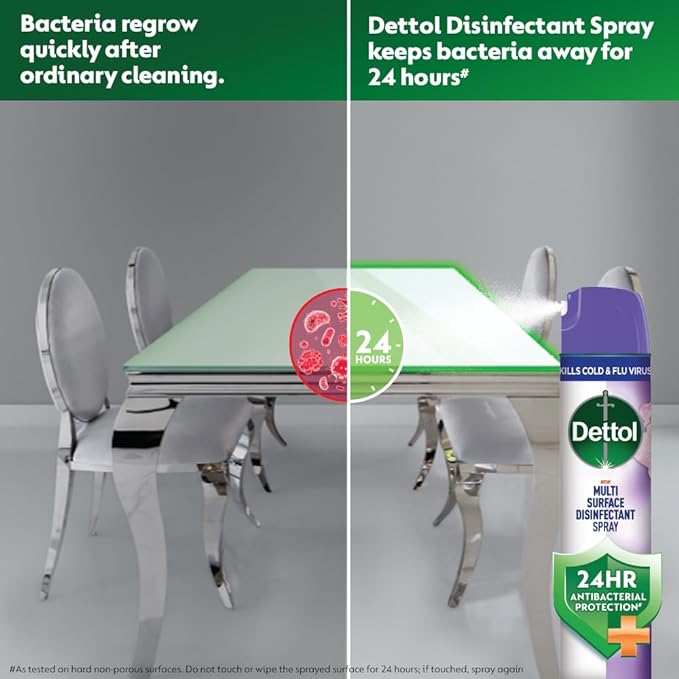 Bacteria regrow
quickly after
ordinary cleaning.
Dettol Disinfectant Spray
keeps bacteria away for
24 hours#
24
HOURS
KILLS COLD & FLU VIRUS
Dettol
NEW
MULTI
SURFACE
DISINFECTANT
SPRAY
24HR
ANTIBACTERIAL
PROTECTION#
#As tested on hard non-porous surfaces. Do not touch or wipe the sprayed surface for 24 hours; if touched, spray again